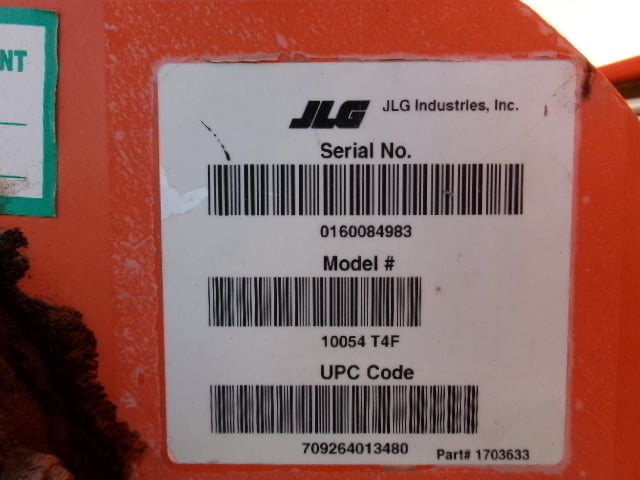 NT
JLG JLG Industries, Inc.
Serial No.
0160084983
Model #
10054 T4F
UPC Code
709264013480
Part# 1703633